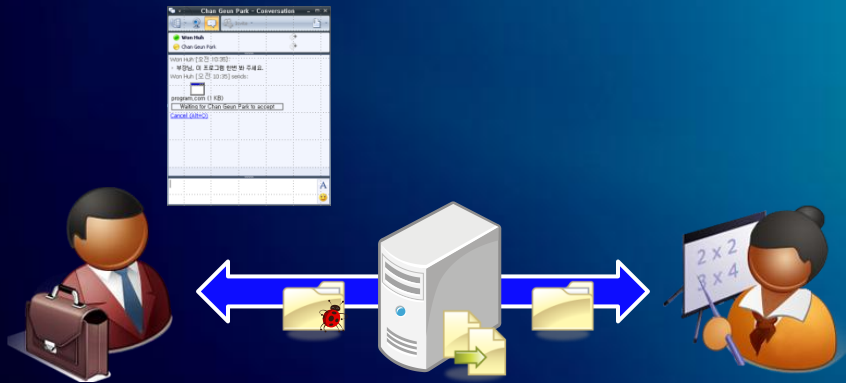 Chan Geun Park - Conversation
Won Huh
Chan Geun Park
Won Huh [오전 10:35]:
- 부장님, 이 프로그램 한번 봐 주세요.
Won Huh [오전 10:35] sends:
program.com (1 KB)
Waiting for Chan Geun Park to accept
Cancel (Alt+Q)
A
2 x 2
3 x 4